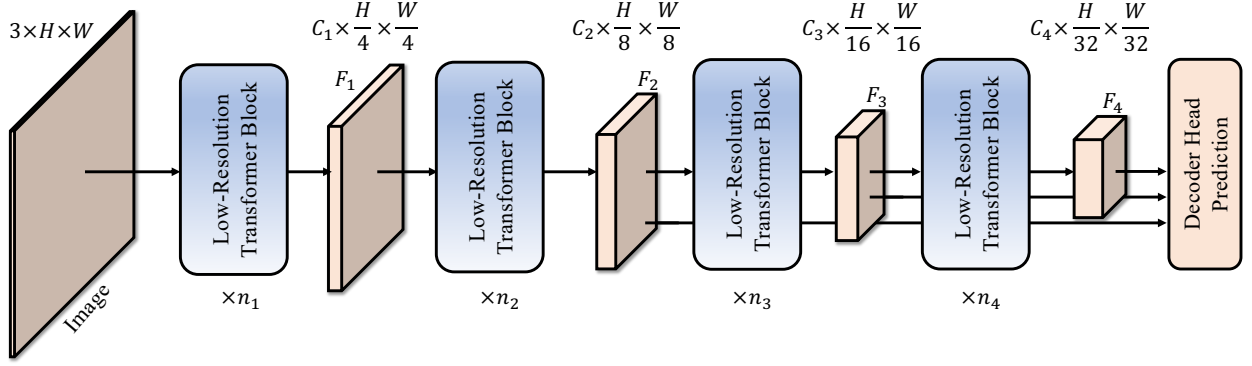 3×H×W
C₁×H/4×W/4
C₂×H/8×W/8
C₃×H/16×W/16
C₄×H/32×W/32
Image
Low-Resolution
Transformer Block
×n₁
F₁
Low-Resolution
Transformer Block
×n₂
F₂
Low-Resolution
Transformer Block
×n₃
F₃
Low-Resolution
Transformer Block
×n₄
F₄
Decoder Head
Prediction